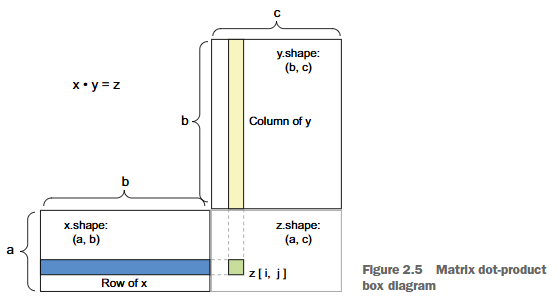 c
y.shape:
(b, c)
x • y = z
b
Column of y
b
x.shape:
(a, b)
z.shape:
(a, c)
a
z [ i, j ]
Row of x
Figure 2.5 Matrix dot-product
box diagram